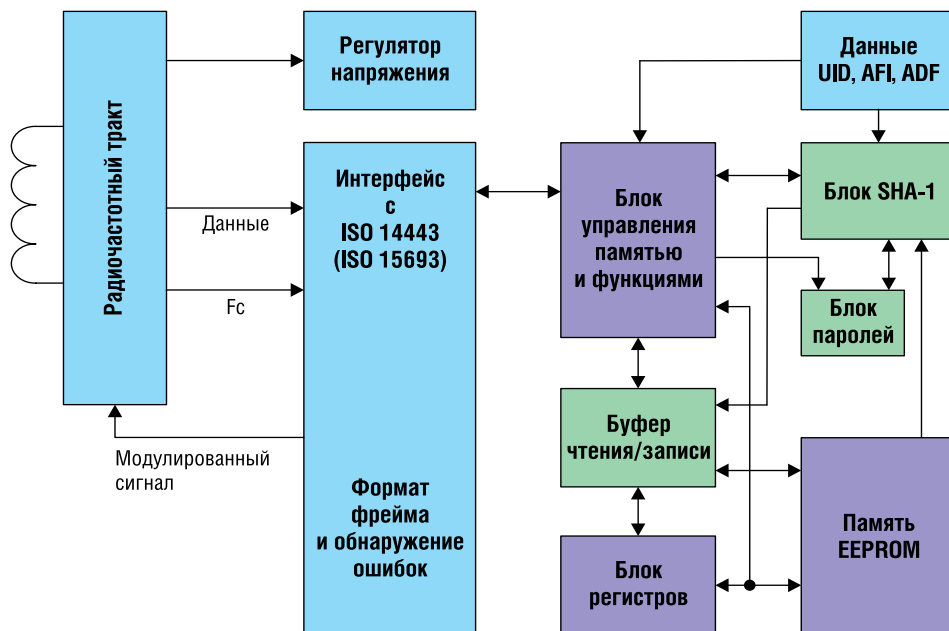 Радиочастотный тракт
Регулятор
напряжения
Данные
UID, AFI, ADF
Интерфейс
с
ISO 14443
(ISO 15693)
Данные
Fc
Модулированный
сигнал
Формат
фрейма
и обнаружение
ошибок
Блок
управления
памятью
и функциями
Блок SHA-1
Блок
паролей
Буфер
чтения/записи
Блок
регистров
Память
EEPROM